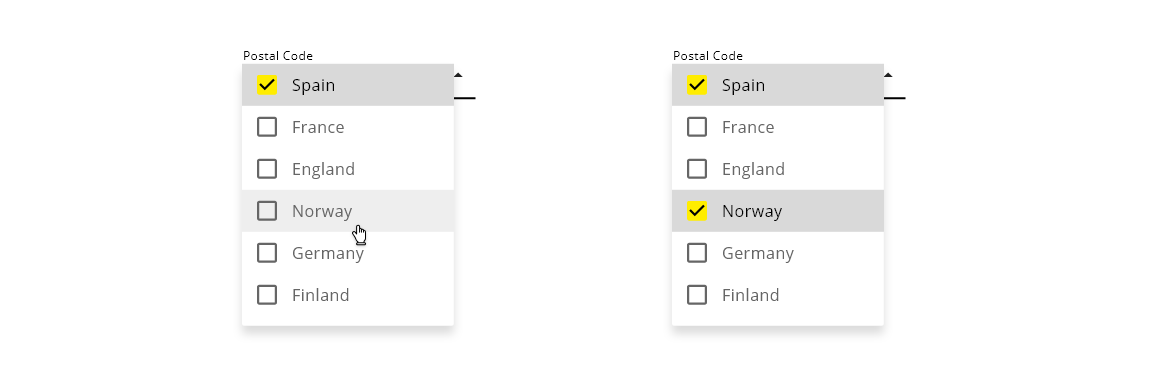 Postal Code
Spain
France
England
Norway
Germany
Finland
Postal Code
Spain
France
England
Norway
Germany
Finland